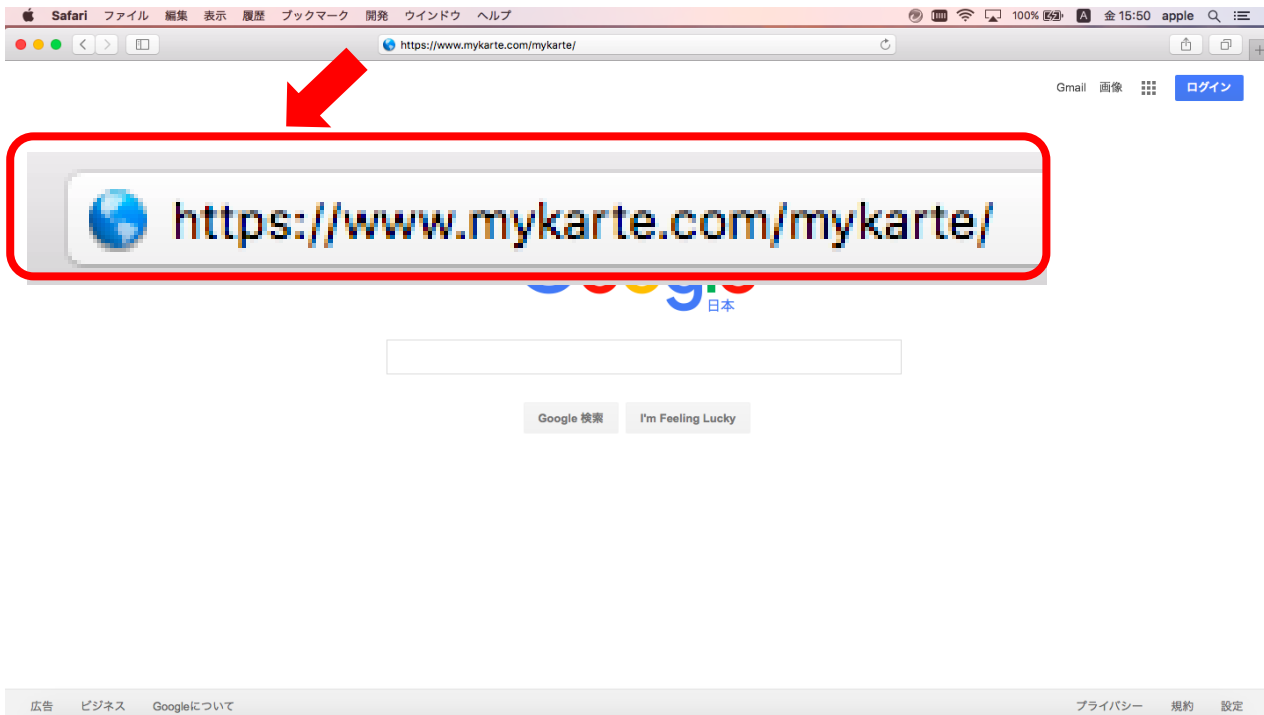 Safari ファイル 編集 表示 履歴 ブックマーク 開発 ウインドウ ヘルプ 100% A 金 15:50 apple
https://www.mykarte.com/mykarte/
Gmail 画像 ログイン
https://www.mykarte.com/mykarte/
日本
Google 検索 I'm Feeling Lucky
広告 ビジネス Googleについて プライバシー 規約 設定